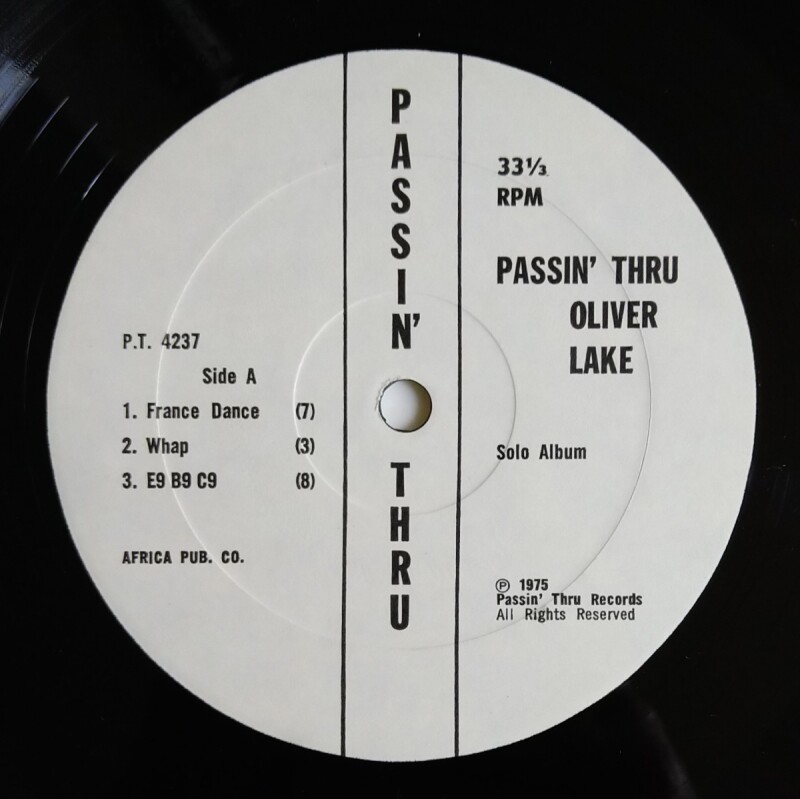 PASSIN' THRU
33⅓
RPM
PASSIN' THRU
OLIVER
LAKE
P.T. 4237
Side A
1. France Dance (7)
2. Whap (3)
3. E9 B9 C9 (8)
Solo Album
AFRICA PUB. CO.
℗ 1975
Passin' Thru Records
All Rights Reserved